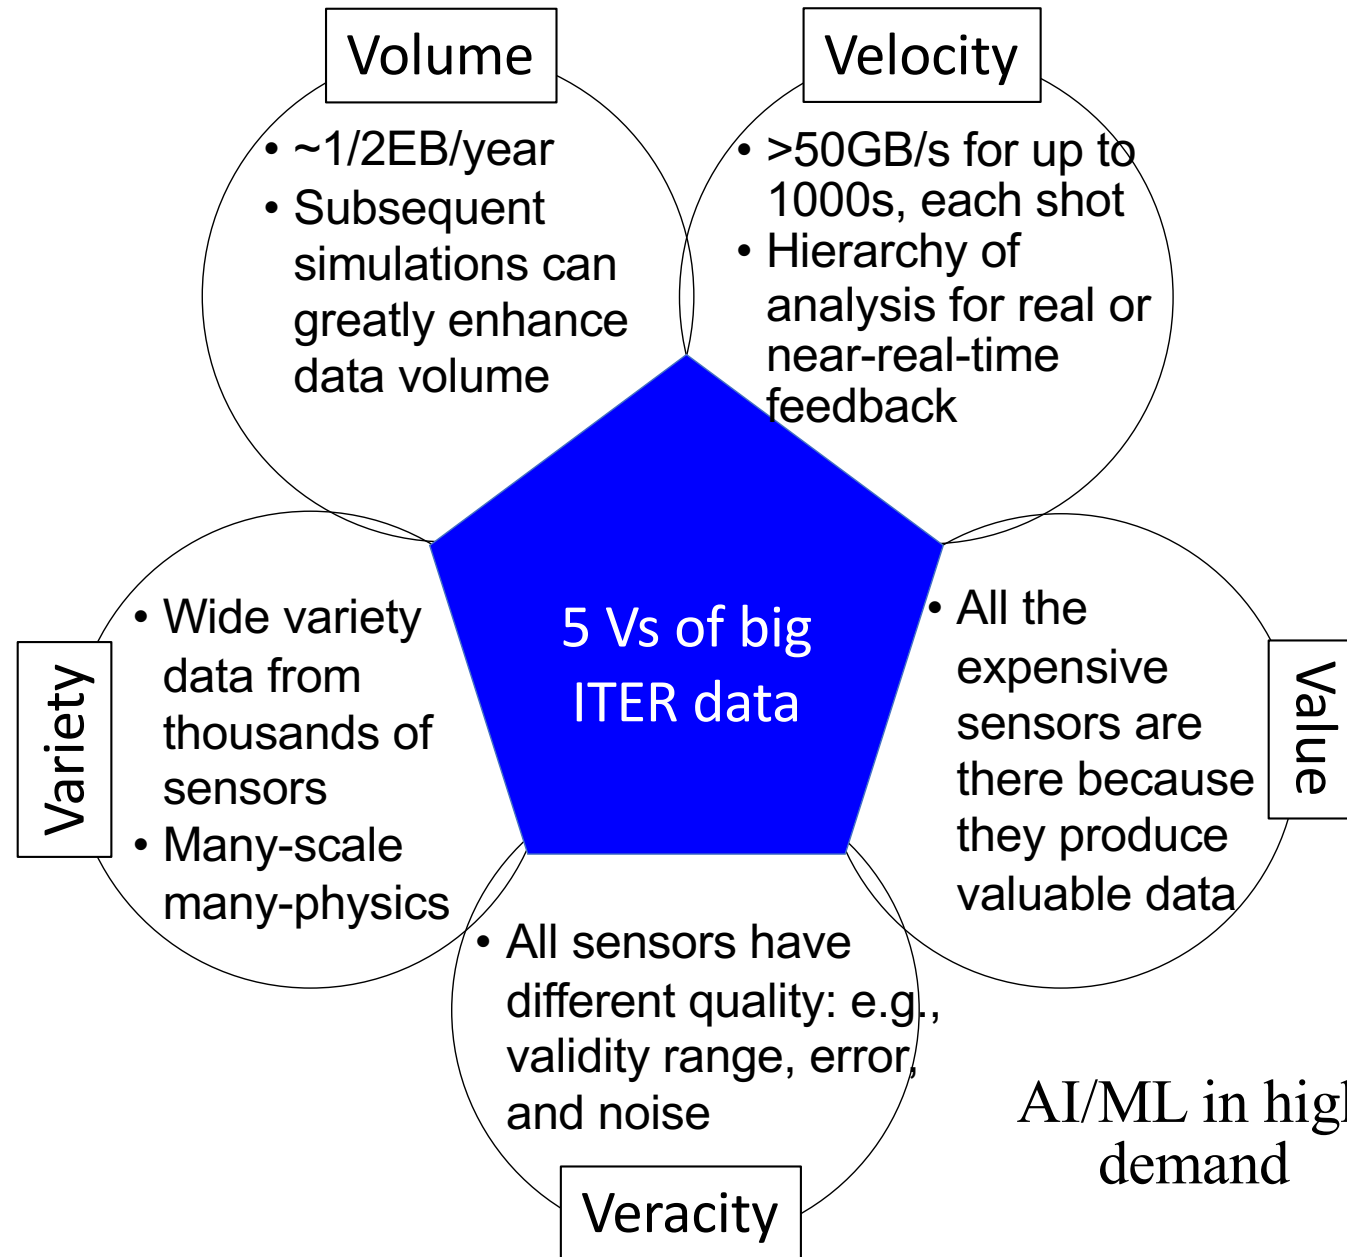 Volume
• ~1/2EB/year
• Subsequent
simulations can
greatly enhance
data volume
Velocity
• >50GB/s for up to
1000s, each shot
• Hierarchy of
analysis for real or
near-real-time
feedback
Variety
• Wide variety
data from
thousands of
sensors
• Many-scale
many-physics
5 Vs of big
ITER data
• All the
expensive
sensors are
there because
they produce
valuable data
Value
• All sensors have
different quality: e.g.,
validity range, error,
and noise
Veracity
AI/ML in high
demand